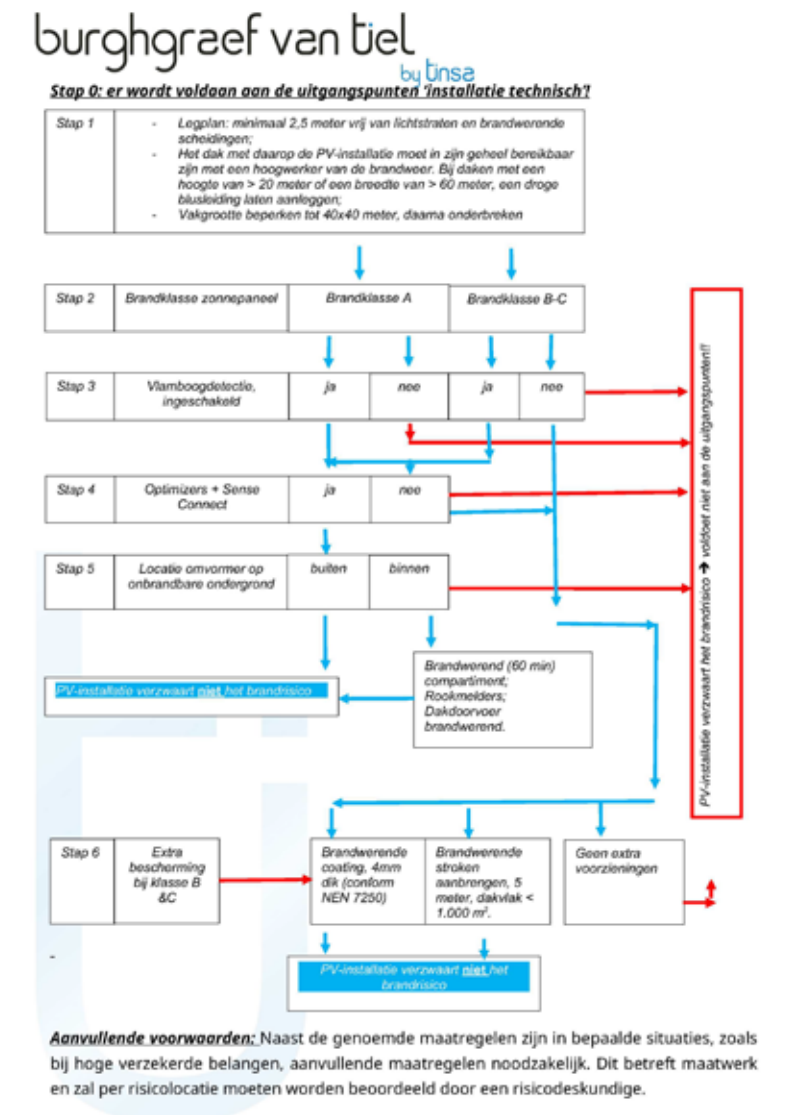 burghgraef van tiel
by tinsa
Stap 0: er wordt voldaan aan de uitgangspunten 'installatie technisch'!
Stap 1
- Legplan: minimaal 2,5 meter vrij van lichtstraten en brandwerende
scheidingen;
- Het dak met daarop de PV-installatie moet in zijn geheel bereikbaar
zijn met een hoogwerker van de brandweer. Bij daken met een
hoogte van > 20 meter of een breedte van > 60 meter, een droge
blusleiding laten aanleggen;
- Vakgrootte beperken tot 40x40 meter, daarna onderbreken
Stap 2
Brandklasse zonnepaneel
Brandklasse A
Brandklasse B-C
Stap 3
Vlamboogdetectie,
ingeschakeld
ja
nee
ja
nee
Stap 4
Optimizers + Sense
Connect
ja
nee
Stap 5
Locatie omvormer op
onbrandbare ondergrond
buiten
binnen
PV-installatie verzwaart het brandrisico → voldoet niet aan de uitgangspunten!!
PV-installatie verzwaart niet het brandrisico
Brandwerend (60 min)
compartiment;
Rookmelders;
Dakdoorvoer
brandwerend.
Stap 6
Extra
bescherming
bij klasse B
&C
Brandwerende
coating, 4mm
dik (conform
NEN 7250)
Brandwerende
stroken
aanbrengen, 5
meter, dakvlak <
1.000 m².
Geen extra
voorzieningen
-
PV-installatie verzwaart niet het
brandrisico
Aanvullende voorwaarden: Naast de genoemde maatregelen zijn in bepaalde situaties, zoals
bij hoge verzekerde belangen, aanvullende maatregelen noodzakelijk. Dit betreft maatwerk
en zal per risicolocatie moeten worden beoordeeld door een risicodeskundige.